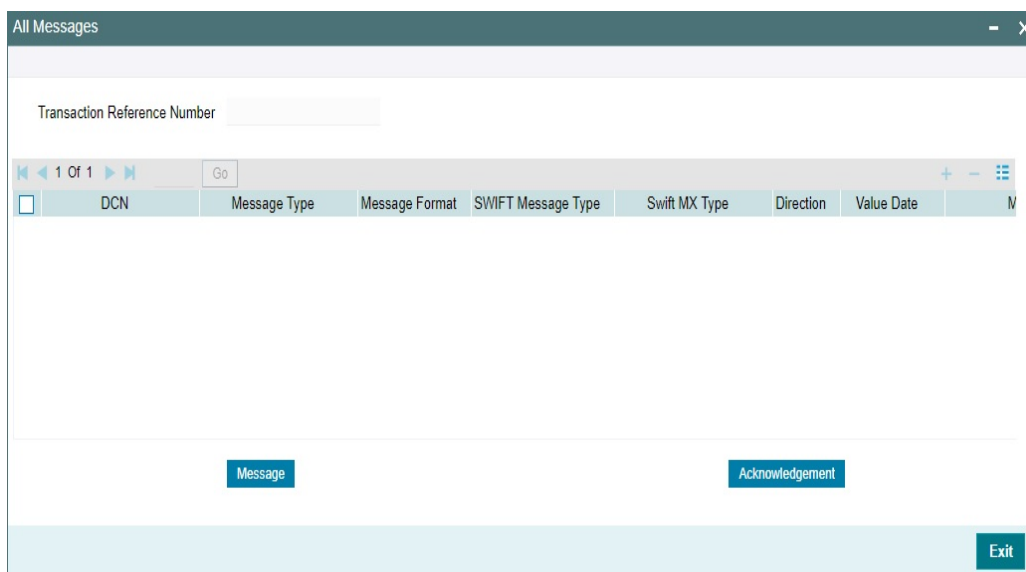 All Messages
Transaction Reference Number
1 Of 1 Go
DCN Message Type Message Format SWIFT Message Type Swift MX Type Direction Value Date M
Message Acknowledgement
Exit